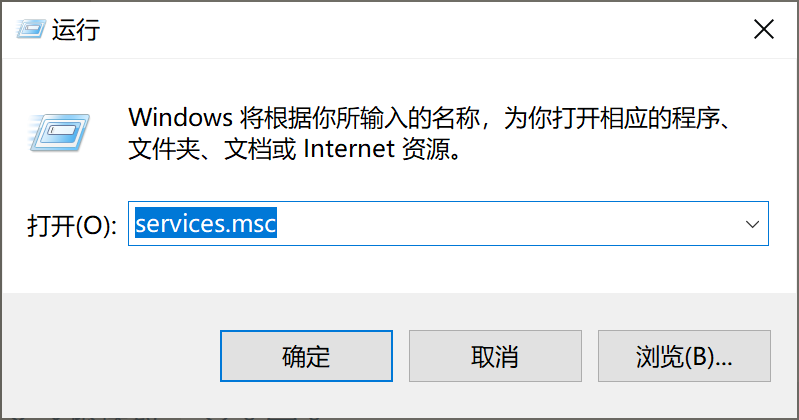 运行
Windows 将根据你所输入的名称，为你打开相应的程序、
文件夹、文档或 Internet 资源。
打开(O): services.msc
确定 取消 浏览(B)...